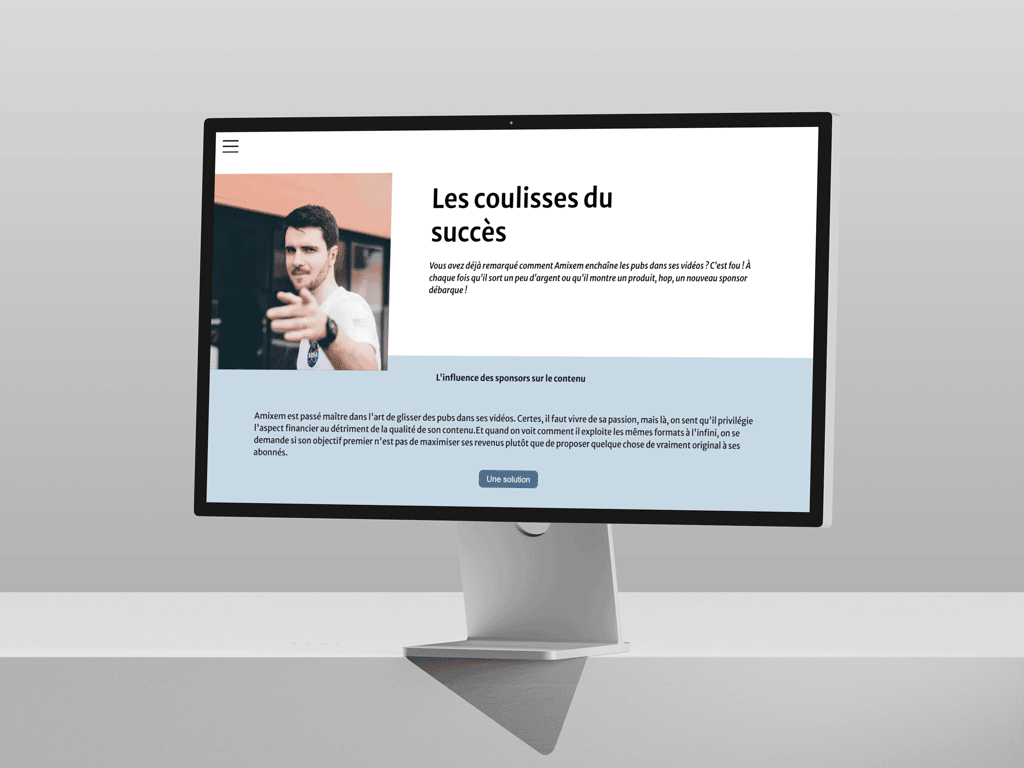 Les coulisses du
succès
Vous avez déjà remarqué comment Amixem enchaîne les pubs dans ses vidéos ? C'est fou ! À
chaque fois qu'il sort un peu d'argent ou qu'il montre un produit, hop, un nouveau sponsor
débarque !
L'influence des sponsors sur le contenu
Amixem est passé maître dans l'art de glisser des pubs dans ses vidéos. Certes, il faut vivre de sa passion, mais là, on sent qu'il privilégie
l'aspect financier au détriment de la qualité de son contenu.Et quand on voit comment il exploite les mêmes formats à l'infini, on se
demande si son objectif premier n'est pas de maximiser ses revenus plutôt que de proposer quelque chose de vraiment original à ses
abonnés.
Une solution